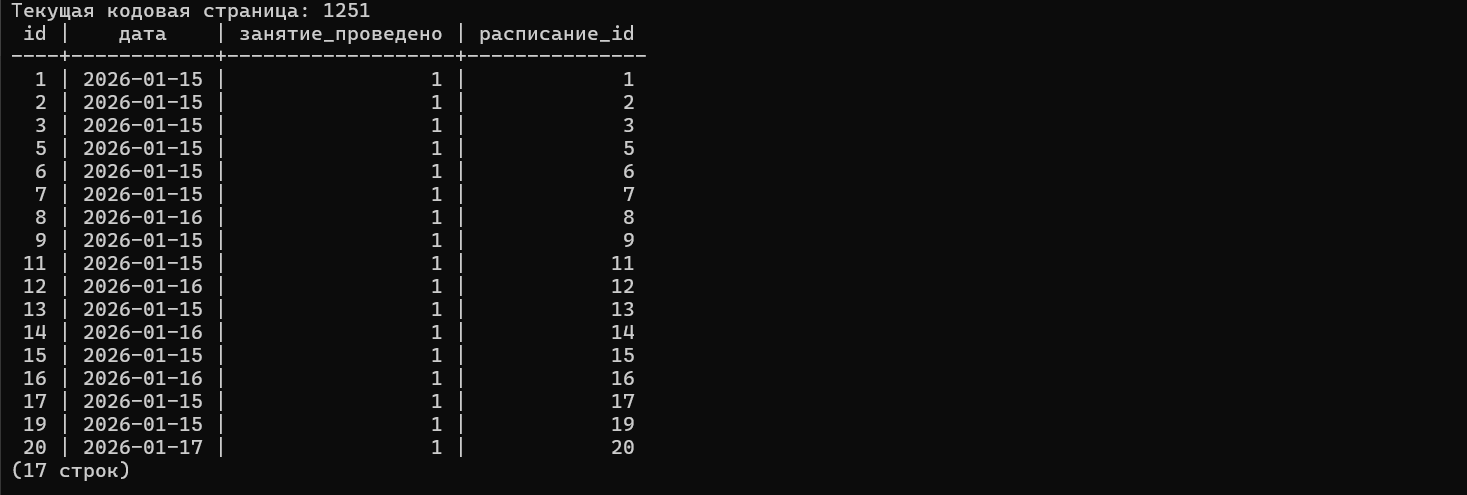 Текущая кодовая страница: 1251
 id |    дата    | занятие_проведено | расписание_id
----+------------+-------------------+---------------
  1 | 2026-01-15 |                 1 |             1
  2 | 2026-01-15 |                 1 |             2
  3 | 2026-01-15 |                 1 |             3
  5 | 2026-01-15 |                 1 |             5
  6 | 2026-01-15 |                 1 |             6
  7 | 2026-01-15 |                 1 |             7
  8 | 2026-01-16 |                 1 |             8
  9 | 2026-01-15 |                 1 |             9
 11 | 2026-01-15 |                 1 |            11
 12 | 2026-01-16 |                 1 |            12
 13 | 2026-01-15 |                 1 |            13
 14 | 2026-01-16 |                 1 |            14
 15 | 2026-01-15 |                 1 |            15
 16 | 2026-01-16 |                 1 |            16
 17 | 2026-01-15 |                 1 |            17
 19 | 2026-01-15 |                 1 |            19
 20 | 2026-01-17 |                 1 |            20
(17 строк)